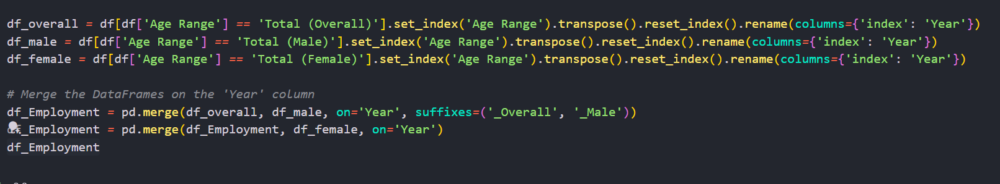 df_overall = df[df['Age Range'] == 'Total (Overall)'].set_index('Age Range').transpose().reset_index().rename(columns={'index': 'Year'})
df_male = df[df['Age Range'] == 'Total (Male)'].set_index('Age Range').transpose().reset_index().rename(columns={'index': 'Year'})
df_female = df[df['Age Range'] == 'Total (Female)'].set_index('Age Range').transpose().reset_index().rename(columns={'index': 'Year'})
# Merge the DataFrames on the 'Year' column
df_Employment = pd.merge(df_overall, df_male, on='Year', suffixes=('_Overall', '_Male'))
df_Employment = pd.merge(df_Employment, df_female, on='Year')
df_Employment